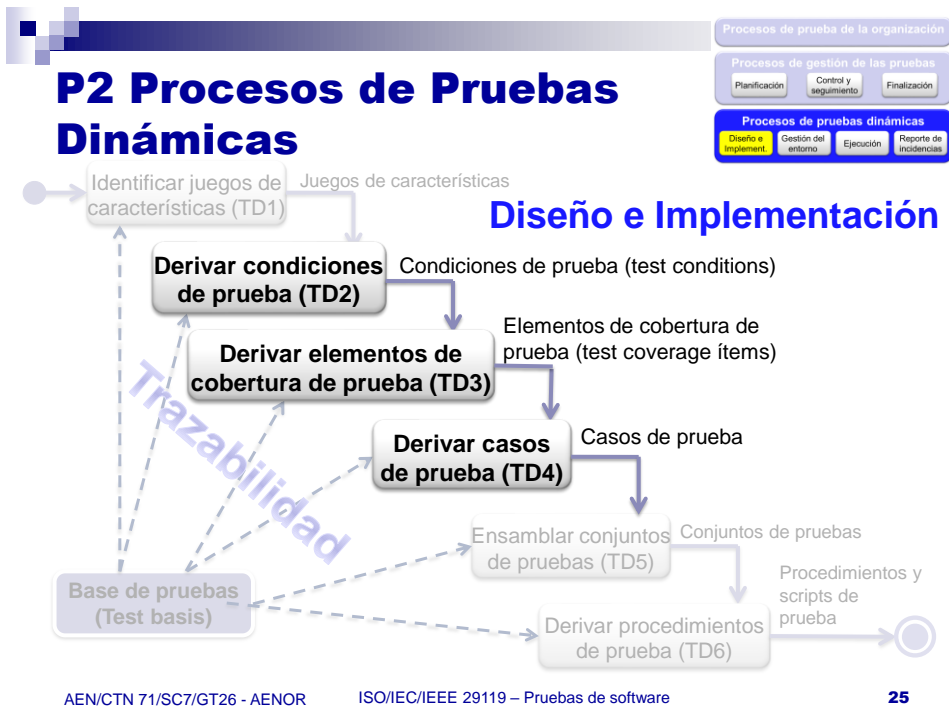 Procesos de prueba de la organización
Procesos de gestión de las pruebas
Planificación
Control y
seguimiento
Finalización
Procesos de pruebas dinámicas
Diseño e
Implement.
Gestión del
entorno
Ejecución
Reporte de
incidencias
P2 Procesos de Pruebas
Dinámicas
Identificar juegos de
características (TD1)
Juegos de características
Diseño e Implementación
Derivar condiciones
de prueba (TD2)
Condiciones de prueba (test conditions)
Derivar elementos de
cobertura de prueba (TD3)
Elementos de cobertura de
prueba (test coverage ítems)
Trazabilidad
Derivar casos
de prueba (TD4)
Casos de prueba
Ensamblar conjuntos
de pruebas (TD5)
Conjuntos de pruebas
Base de pruebas
(Test basis)
Procedimientos y
scripts de
prueba
Derivar procedimientos
de prueba (TD6)
AEN/CTN 71/SC7/GT26 - AENOR
ISO/IEC/IEEE 29119 – Pruebas de software
25